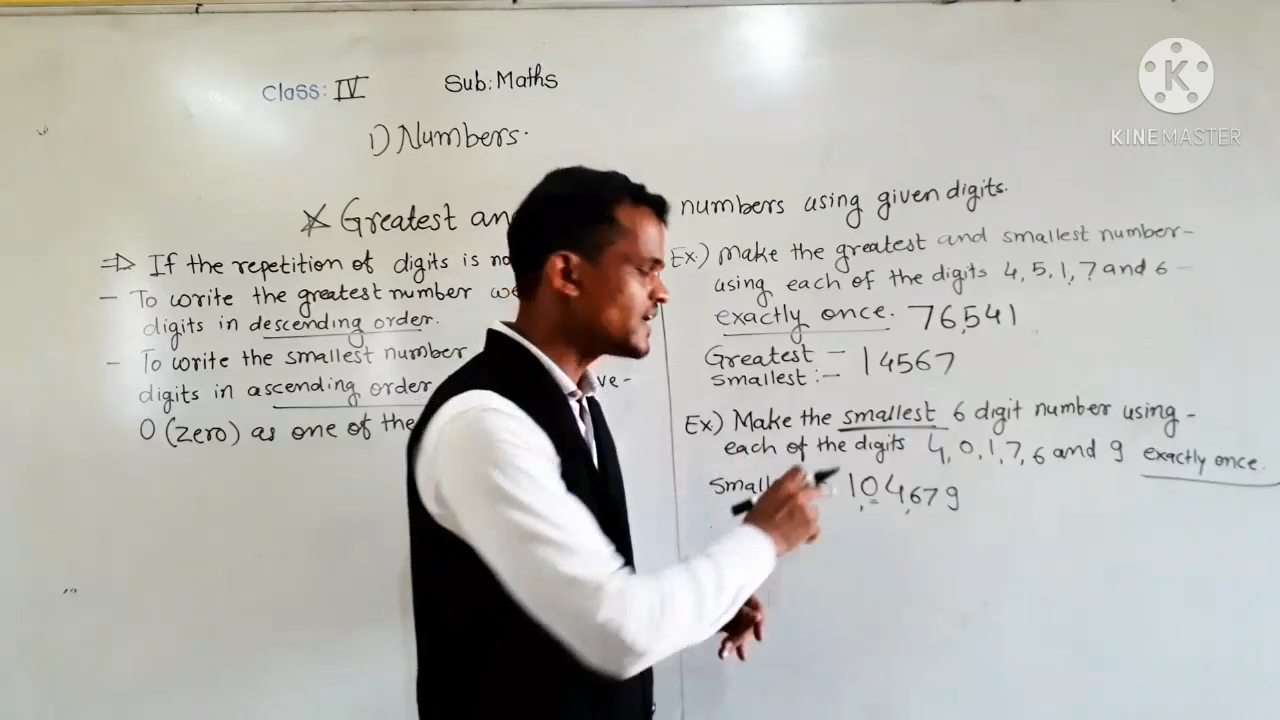 Class: IV Sub: Maths
1) Numbers.
Greatest an numbers using given digits.
⇒ If the repetition of digits is no
- To write the greatest number we
digits in descending order.
- To write the smallest number
digits in ascending order ve-
0 (zero) as one of the
Ex.) Make the greatest and smallest number-
using each of the digits 4, 5, 1, 7 and 6 -
exactly once. 76,541
Greatest -
Smallest :- 14567
Ex.) Make the smallest 6 digit number using -
each of the digits 4, 0, 1, 7, 6 and 9 exactly once.
Small 1,04,679
KINEMASTER